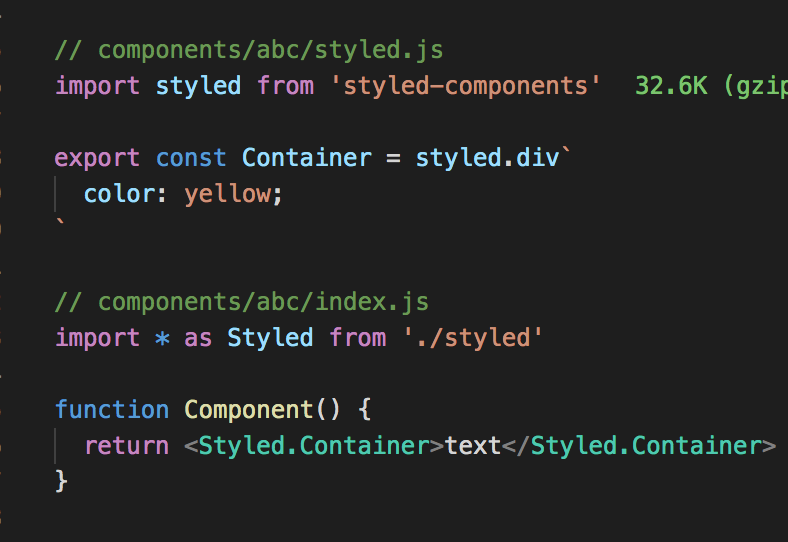 // components/abc/styled.js
import styled from 'styled-components' 32.6K (gzip
export const Container = styled.div`
color: yellow;
`
// components/abc/index.js
import * as Styled from './styled'
function Component() {
return <Styled.Container>text</Styled.Container>
}